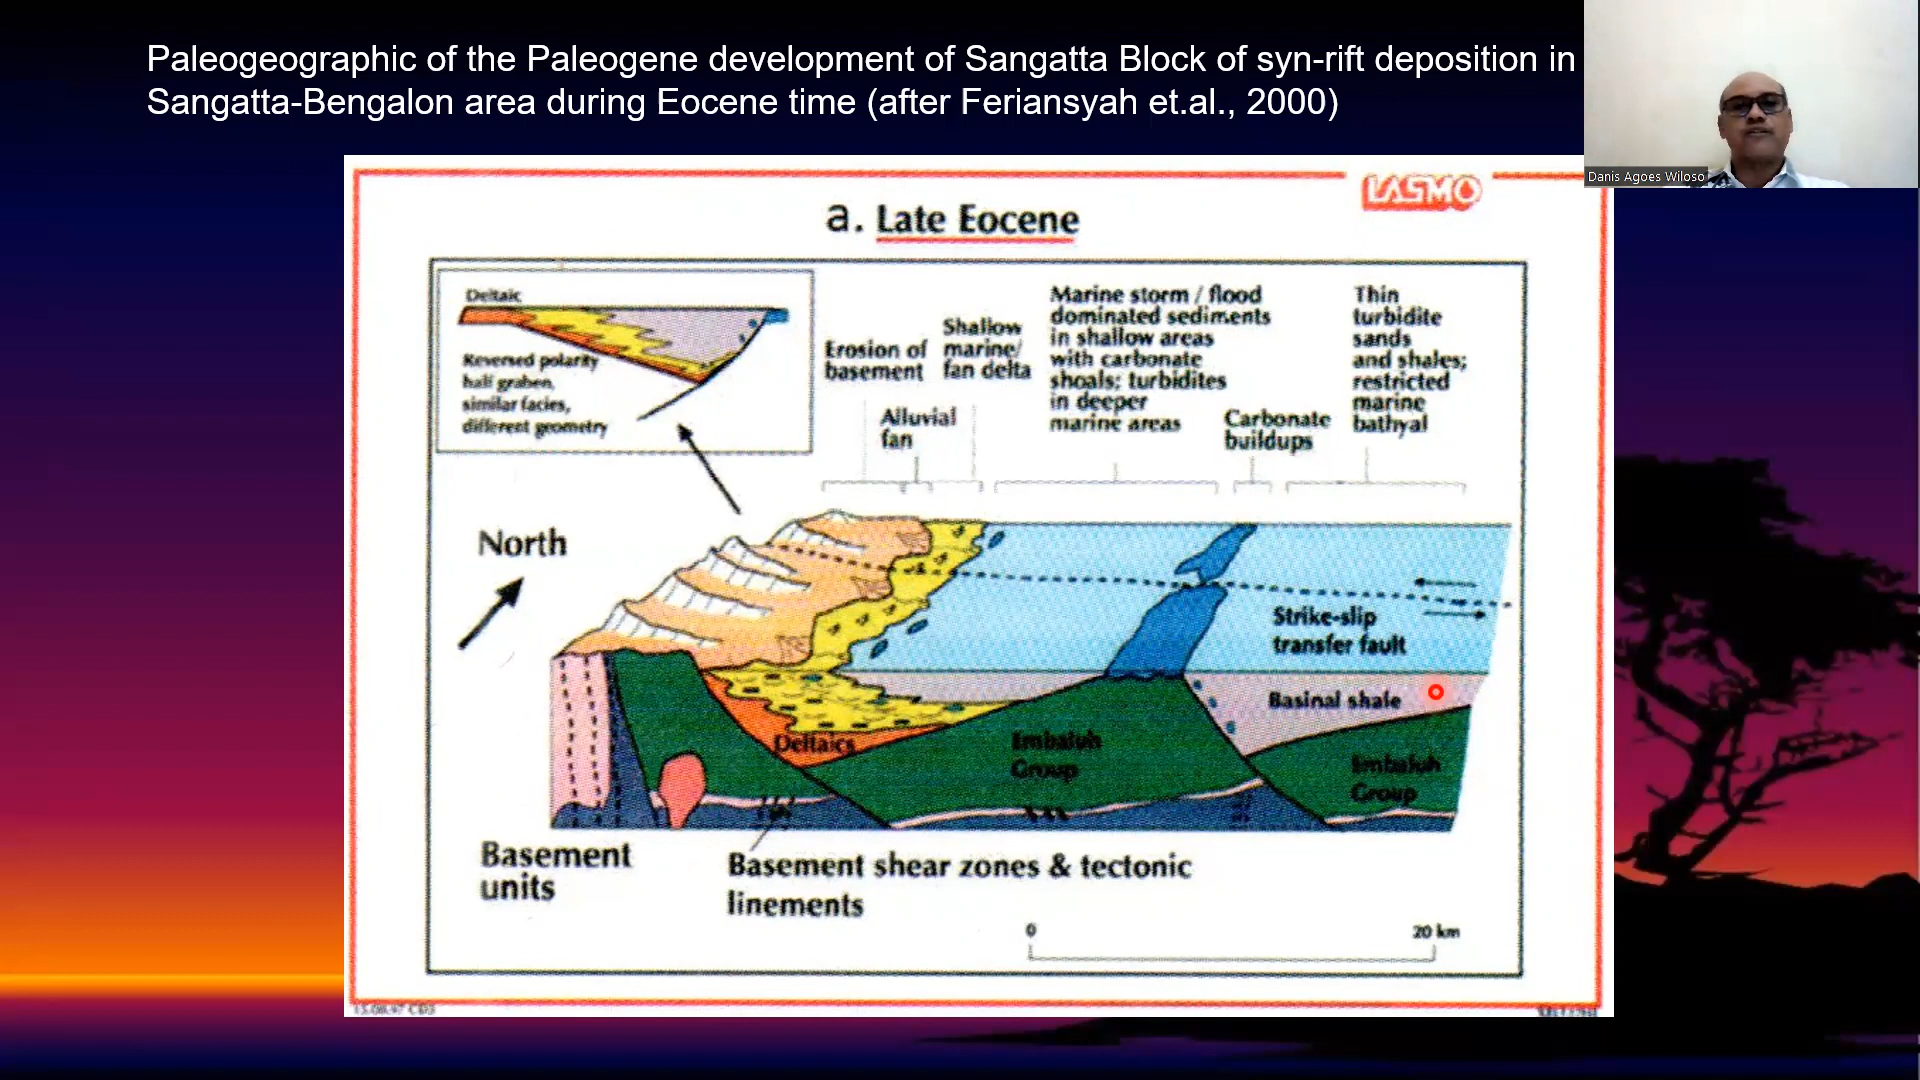 Paleogeographic of the Paleogene development of Sangatta Block of syn-rift deposition in
Sangatta-Bengalon area during Eocene time (after Feriansyah et.al., 2000)
Danis Agoes Wiloso
LASMO
a. Late Eocene
Deltaic
Reversed polarity
half graben,
similar facies,
different geometry
Erosion of
basement
Alluvial
fan
Shallow
marine/
fan delta
Marine storm / flood
dominated sediments
in shallow areas
with carbonate
shoals; turbidites
in deeper
marine areas
Carbonate
buildups
Thin
turbidite
sands
and shales;
restricted
marine
bathyal
North
Strike-slip
transfer fault
Basinal shale
Deltaics
Embaluh
Group
Embaluh
Group
Basement
units
Basement shear zones & tectonic
linements
0
20 km